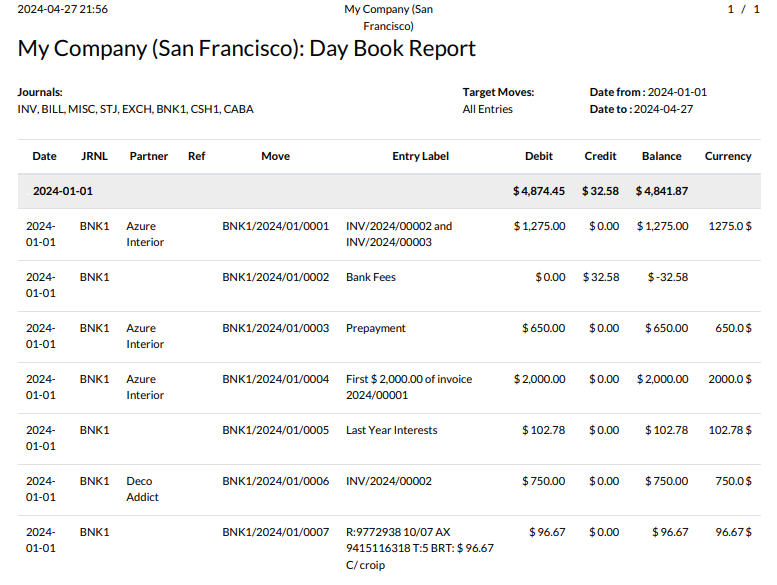 2024-04-27 21:56 My Company (San 1 / 1
Francisco)
My Company (San Francisco): Day Book Report
Journals: Target Moves: Date from : 2024-01-01
INV, BILL, MISC, STJ, EXCH, BNK1, CSH1, CABA All Entries Date to : 2024-04-27
Date JRNL Partner Ref Move Entry Label Debit Credit Balance Currency
2024-01-01 $ 4,874.45 $ 32.58 $ 4,841.87
2024- BNK1 Azure BNK1/2024/01/0001 INV/2024/00002 and $ 1,275.00 $ 0.00 $ 1,275.00 1275.0 $
01-01 Interior INV/2024/00003
2024- BNK1 BNK1/2024/01/0002 Bank Fees $ 0.00 $ 32.58 $ -32.58
01-01
2024- BNK1 Azure BNK1/2024/01/0003 Prepayment $ 650.00 $ 0.00 $ 650.00 650.0 $
01-01 Interior
2024- BNK1 Azure BNK1/2024/01/0004 First $ 2,000.00 of invoice $ 2,000.00 $ 0.00 $ 2,000.00 2000.0 $
01-01 Interior 2024/00001
2024- BNK1 BNK1/2024/01/0005 Last Year Interests $ 102.78 $ 0.00 $ 102.78 102.78 $
01-01
2024- BNK1 Deco BNK1/2024/01/0006 INV/2024/00002 $ 750.00 $ 0.00 $ 750.00 750.0 $
01-01 Addict
2024- BNK1 BNK1/2024/01/0007 R:9772938 10/07 AX $ 96.67 $ 0.00 $ 96.67 96.67 $
01-01 9415116318 T:5 BRT: $ 96.67
C/ croip